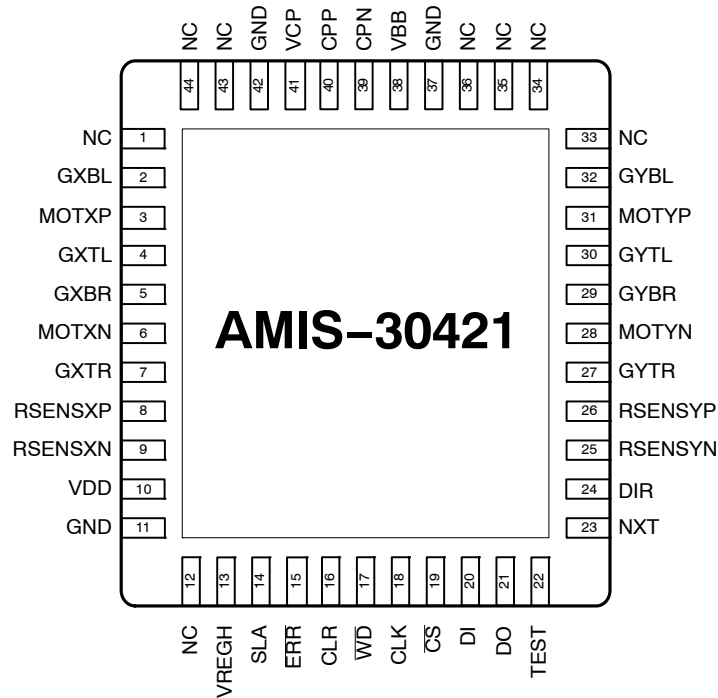 NC NC GND VCP CPP CPN VBB GND NC NC NC
44 43 42 41 40 39 38 37 36 35 34
NC 1
GXBL 2
MOTXP 3
GXTL 4
GXBR 5
MOTXN 6
GXTR 7
RSENSXP 8
RSENSXN 9
VDD 10
GND 11
AMIS-30421
33 NC
32 GYBL
31 MOTYP
30 GYTL
29 GYBR
28 MOTYN
27 GYTR
26 RSENSYP
25 RSENSYN
24 DIR
23 NXT
12 13 14 15 16 17 18 19 20 21 22
NC VREGH SLA E̅R̅R̅ CLR W̅D̅ CLK C̅S̅ DI DO TEST